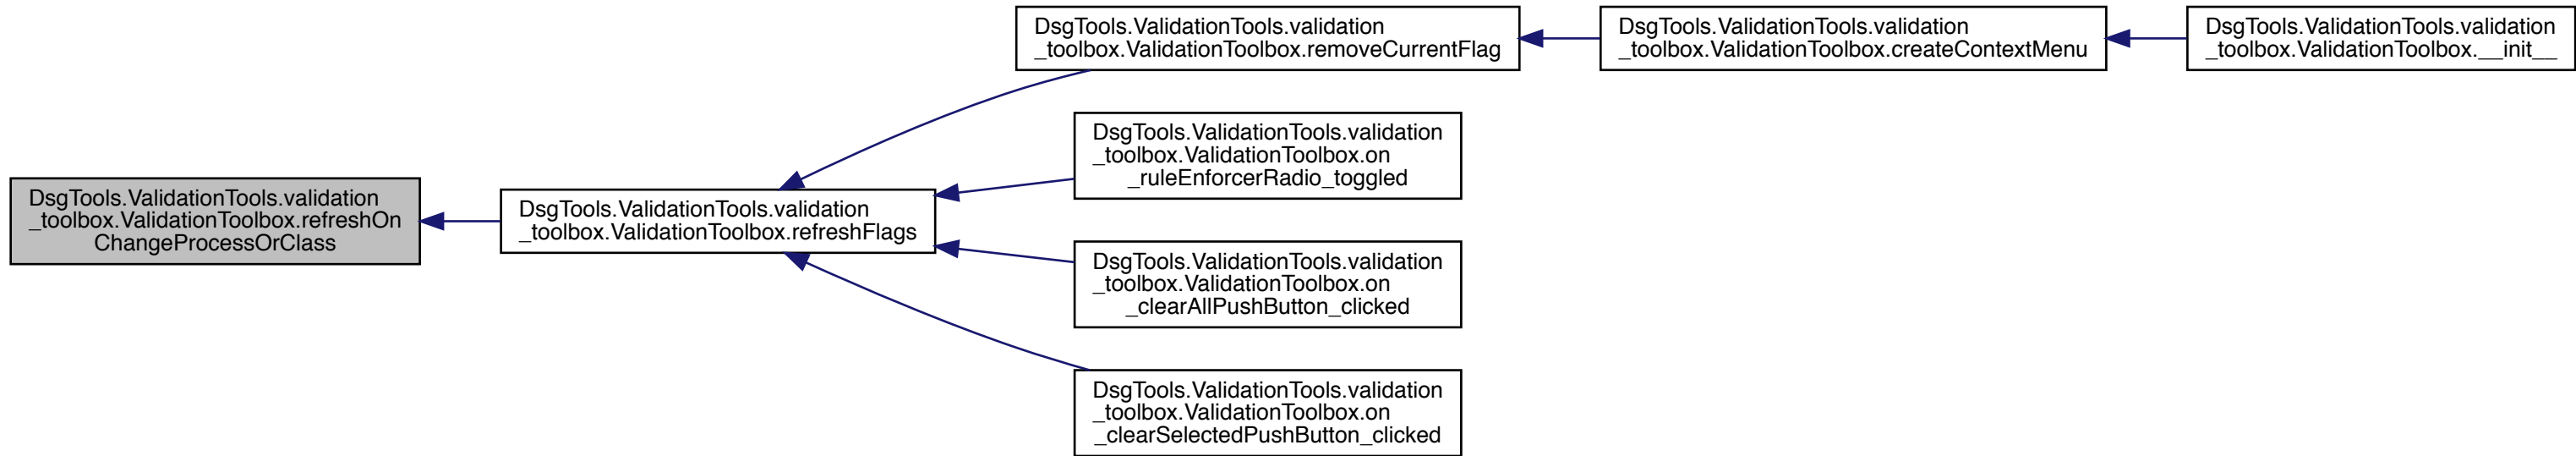 DsgTools.ValidationTools.validation
_toolbox.ValidationToolbox.removeCurrentFlag
DsgTools.ValidationTools.validation
_toolbox.ValidationToolbox.createContextMenu
DsgTools.ValidationTools.validation
_toolbox.ValidationToolbox.__init__
DsgTools.ValidationTools.validation
_toolbox.ValidationToolbox.on
_ruleEnforcerRadio_toggled
DsgTools.ValidationTools.validation
_toolbox.ValidationToolbox.refreshOn
ChangeProcessOrClass
DsgTools.ValidationTools.validation
_toolbox.ValidationToolbox.refreshFlags
DsgTools.ValidationTools.validation
_toolbox.ValidationToolbox.on
_clearAllPushButton_clicked
DsgTools.ValidationTools.validation
_toolbox.ValidationToolbox.on
_clearSelectedPushButton_clicked